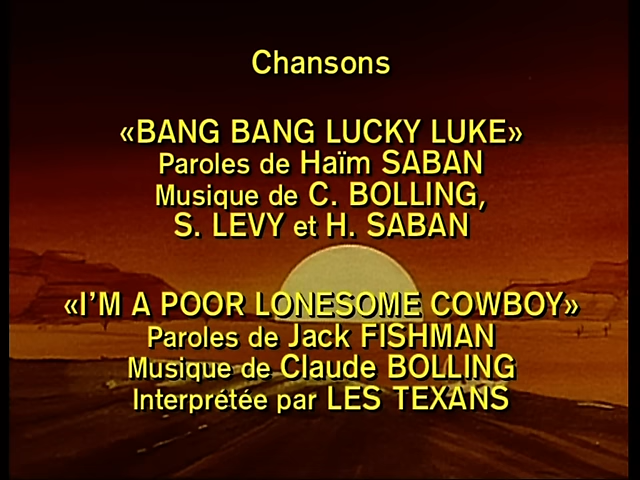 Chansons
«BANG BANG LUCKY LUKE»
Paroles de Haïm SABAN
Musique de C. BOLLING,
S. LEVY et H. SABAN
«I'M A POOR LONESOME COWBOY»
Paroles de Jack FISHMAN
Musique de Claude BOLLING
Interprétée par LES TEXANS